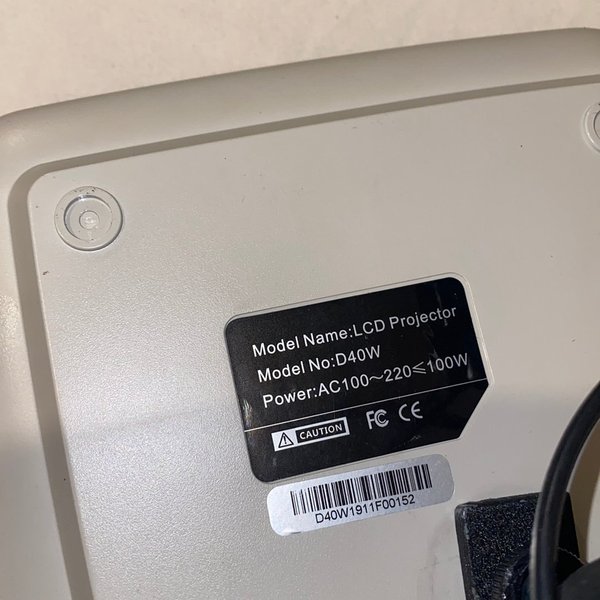 Model Name:LCD Projector
Model No:D40W
Power:AC100～220≤100W
CAUTION FC CE
D40W1911F00152